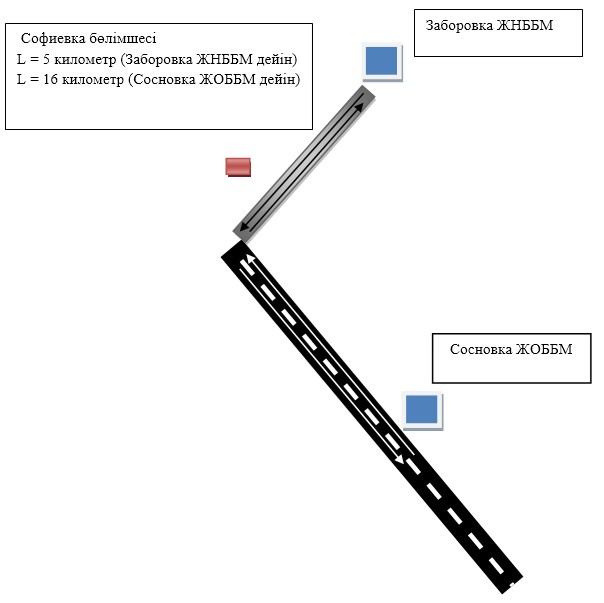 Софиевка бөлімшесі
L = 5 километр (Заборовка ЖНББМ дейін)
L = 16 километр (Сосновка ЖОББМ дейін)
Заборовка ЖНББМ
Сосновка ЖОББМ